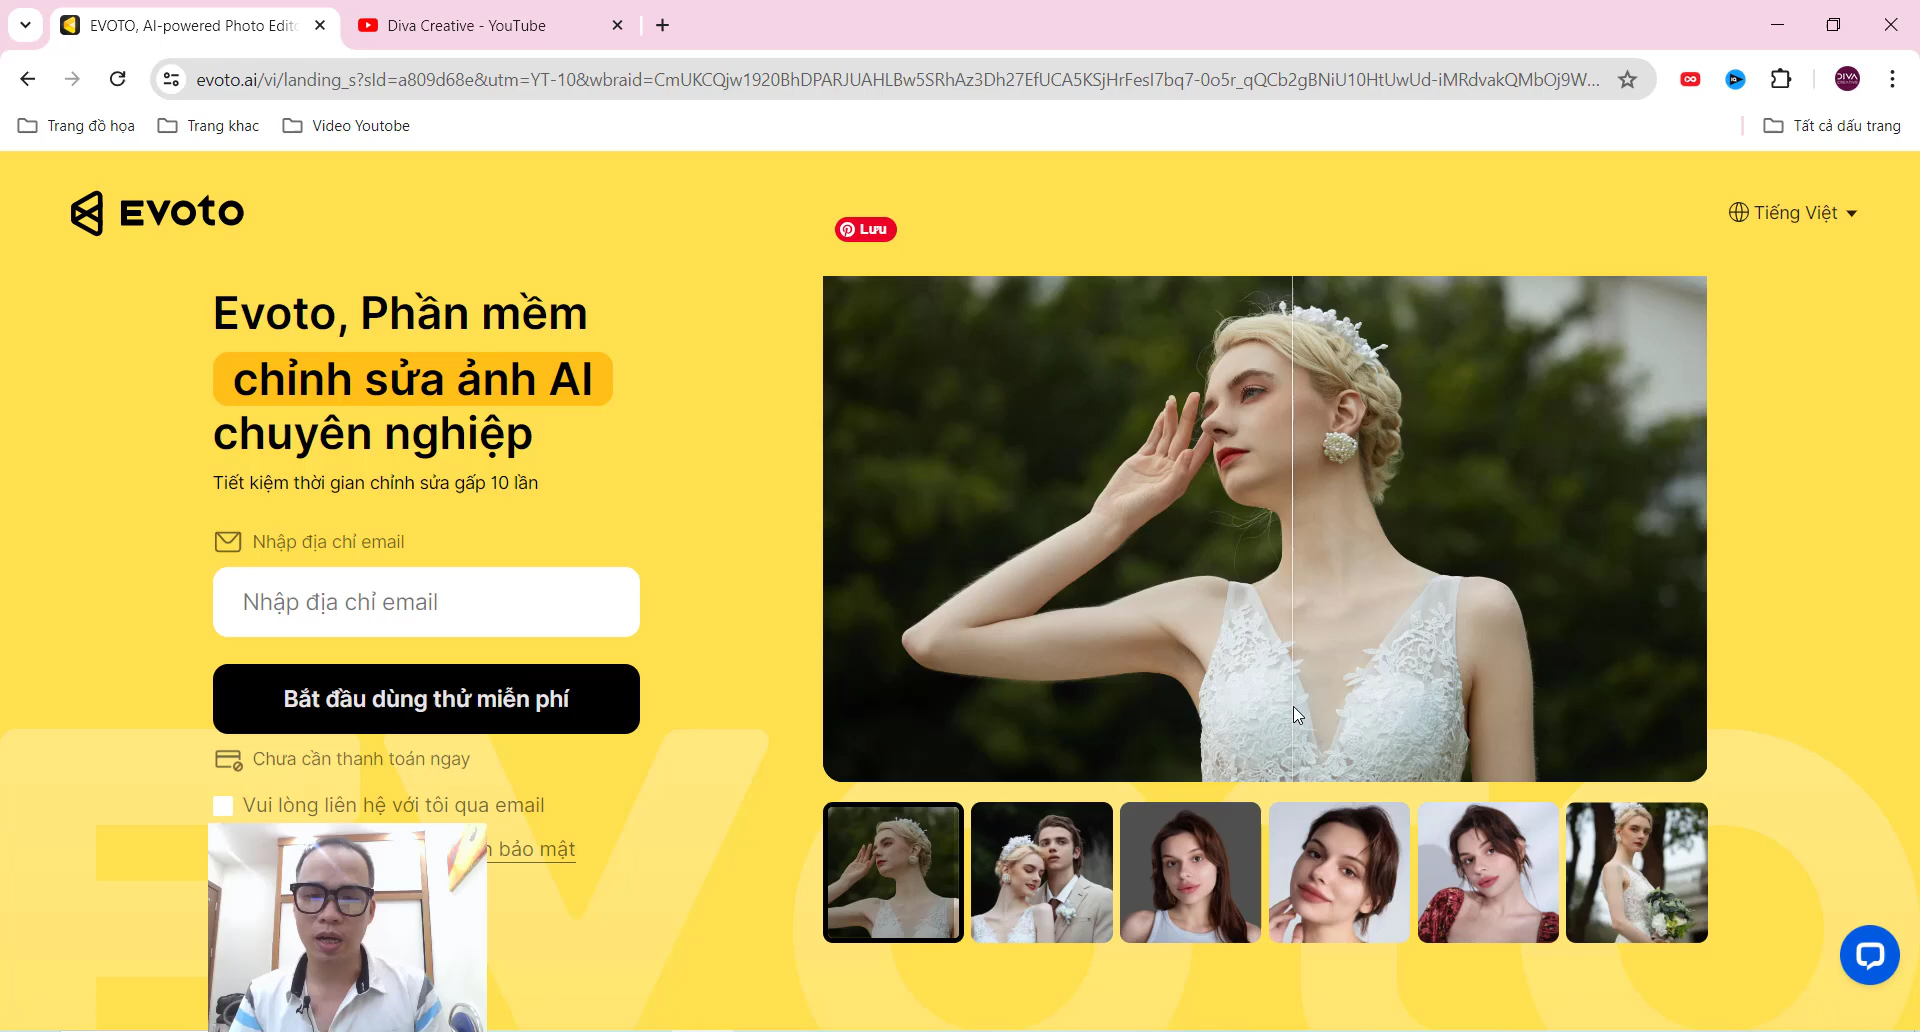 EVOTO, AI-powered Photo Edito
Diva Creative - YouTube
evoto.ai/vi/landing_s?sId=a809d68e&utm=YT-10&wbraid=CmUKCQjw1920BhDPARJUAHLBw5SRhAz3Dh27EfUCA5KSjHrFesI7bq7-0o5r_qQCb2gBNiU10HtUwUd-iMRdvakQMbOj9W...
Trang đồ họa
Trang khac
Video Youtobe
Tất cả dấu trang
EVOTO
Lưu
Tiếng Việt
Evoto, Phần mềm
chỉnh sửa ảnh AI
chuyên nghiệp
Tiết kiệm thời gian chỉnh sửa gấp 10 lần
Nhập địa chỉ email
Nhập địa chỉ email
Bắt đầu dùng thử miễn phí
Chưa cần thanh toán ngay
Vui lòng liên hệ với tôi qua email
bảo mật
EVOTO